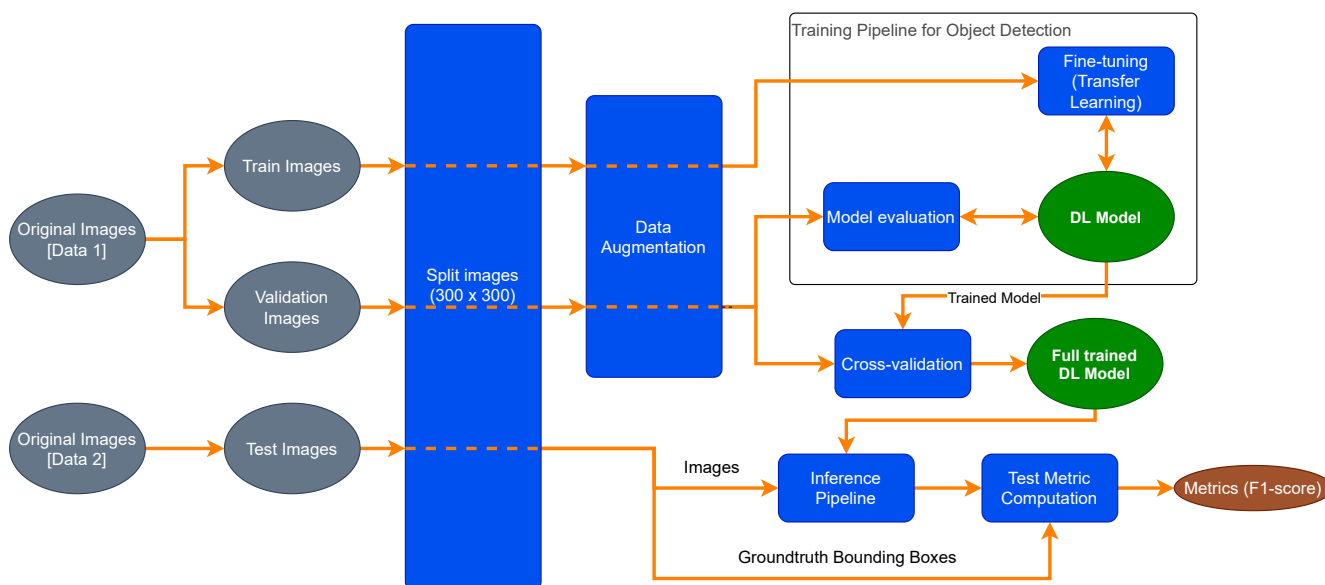 Training Pipeline for Object Detection
Fine-tuning
(Transfer
Learning)
Train Images
Original Images
[Data 1]
Model evaluation
DL Model
Data
Augmentation
Split images
(300 x 300)
Validation
Images
Trained Model
Cross-validation
Full trained
DL Model
Original Images
[Data 2]
Test Images
Images
Inference
Pipeline
Test Metric
Computation
Metrics (F1-score)
Groundtruth Bounding Boxes